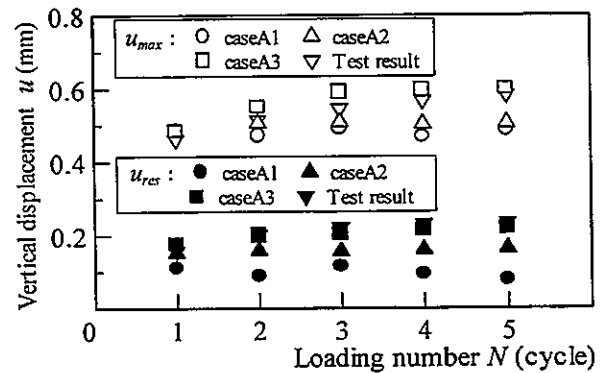 Vertical displacement u (mm)
0.8
0.6
0.4
0.2
0
u_max : caseA1 caseA2
caseA3 Test result
u_res : caseA1 caseA2
caseA3 Test result
1 2 3 4 5
Loading number N (cycle)